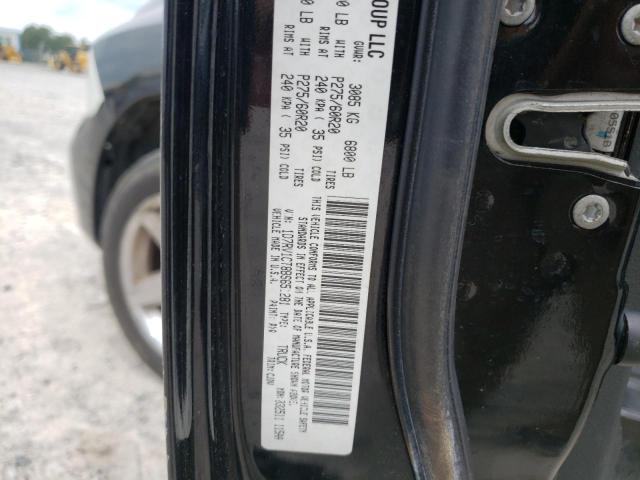 OUP LLC
GVWR: 3085 KG 6800 LB
0 LB WITH P275/60R20 TIRES
RIMS AT 240 KPA ( 35 PSI) COLD
0 LB WITH P275/60R20 TIRES
RIMS AT 240 KPA ( 35 PSI) COLD
THIS VEHICLE CONFORMS TO ALL APPLICABLE U.S.A. FEDERAL MOTOR VEHICLE SAFETY
STANDARDS IN EFFECT ON THE DATE OF MANUFACTURE SHOWN ABOVE.
TYPE: TRUCK
VEHICLE MADE IN U.S.A.
PAINT:
TRIM: